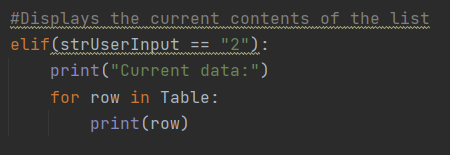 #Displays the current contents of the list
elif(strUserInput == "2"):
    print("Current data:")
    for row in Table:
        print(row)